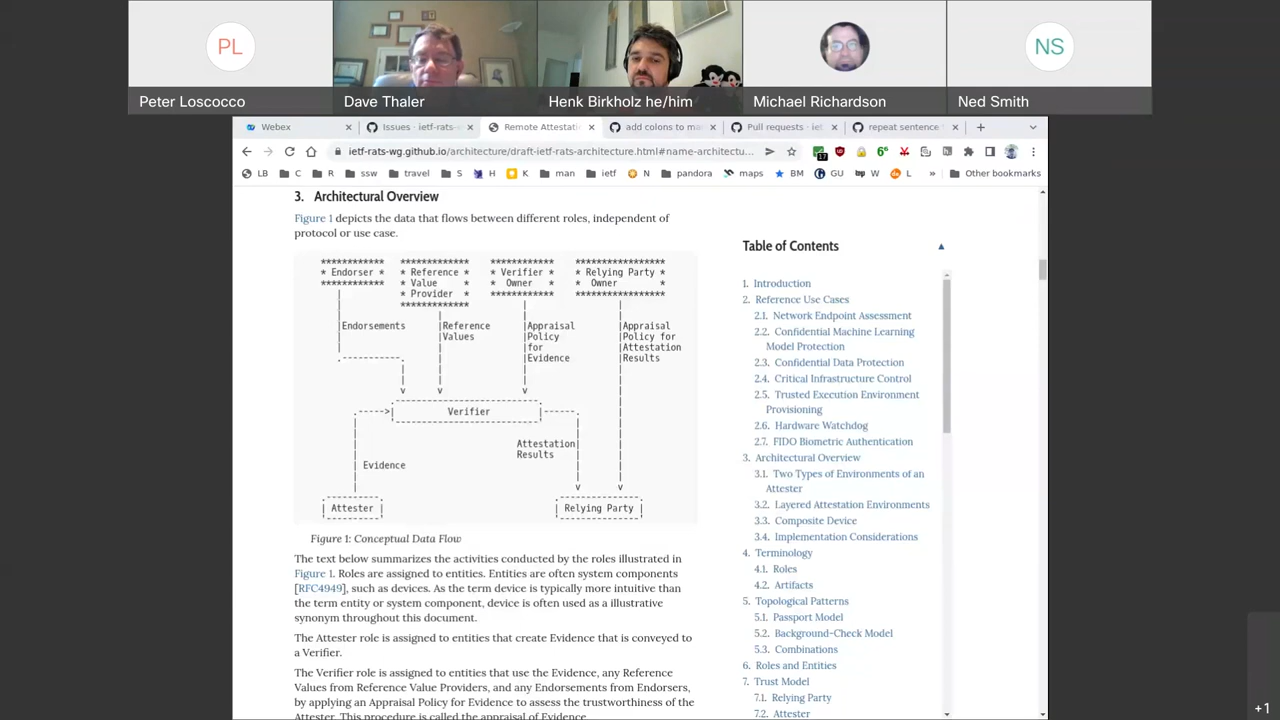 PL
NS
Peter Loscocco
Dave Thaler
Henk Birkholz he/him
Michael Richardson
Ned Smith
Webex
Issues · ietf-rats-w
Remote Attestati
add colons to ma
Pull requests · iet
repeat sentence
ietf-rats-wg.github.io/architecture/draft-ietf-rats-architecture.html#name-architectu...
17
6⁶
LB
C
R
ssw
travel
S
H
K
man
ietf
N
pandora
maps
BM
GU
W
L
»
Other bookmarks
3. Architectural Overview
Figure 1 depicts the data that flows between different roles, independent of
protocol or use case.
************ ************* ************ *****************
* Endorser * * Reference * * Verifier * * Relying Party *
************ * Value * * Owner * * Owner *
* Provider * ************ *****************
*************
Endorsements
Reference
Values
Appraisal
Policy
for
Evidence
Appraisal
Policy for
Attestation
Results
Verifier
Attestation
Results
Evidence
Attester
Relying Party
Figure 1: Conceptual Data Flow
The text below summarizes the activities conducted by the roles illustrated in
Figure 1. Roles are assigned to entities. Entities are often system components
[RFC4949], such as devices. As the term device is typically more intuitive than
the term entity or system component, device is often used as a illustrative
synonym throughout this document.
The Attester role is assigned to entities that create Evidence that is conveyed to
a Verifier.
The Verifier role is assigned to entities that use the Evidence, any Reference
Values from Reference Value Providers, and any Endorsements from Endorsers,
by applying an Appraisal Policy for Evidence to assess the trustworthiness of the
Attester. This procedure is called the appraisal of Evidence.
Table of Contents
1. Introduction
2. Reference Use Cases
2.1. Network Endpoint Assessment
2.2. Confidential Machine Learning
Model Protection
2.3. Confidential Data Protection
2.4. Critical Infrastructure Control
2.5. Trusted Execution Environment
Provisioning
2.6. Hardware Watchdog
2.7. FIDO Biometric Authentication
3. Architectural Overview
3.1. Two Types of Environments of an
Attester
3.2. Layered Attestation Environments
3.3. Composite Device
3.4. Implementation Considerations
4. Terminology
4.1. Roles
4.2. Artifacts
5. Topological Patterns
5.1. Passport Model
5.2. Background-Check Model
5.3. Combinations
6. Roles and Entities
7. Trust Model
7.1. Relying Party
7.2. Attester
+1